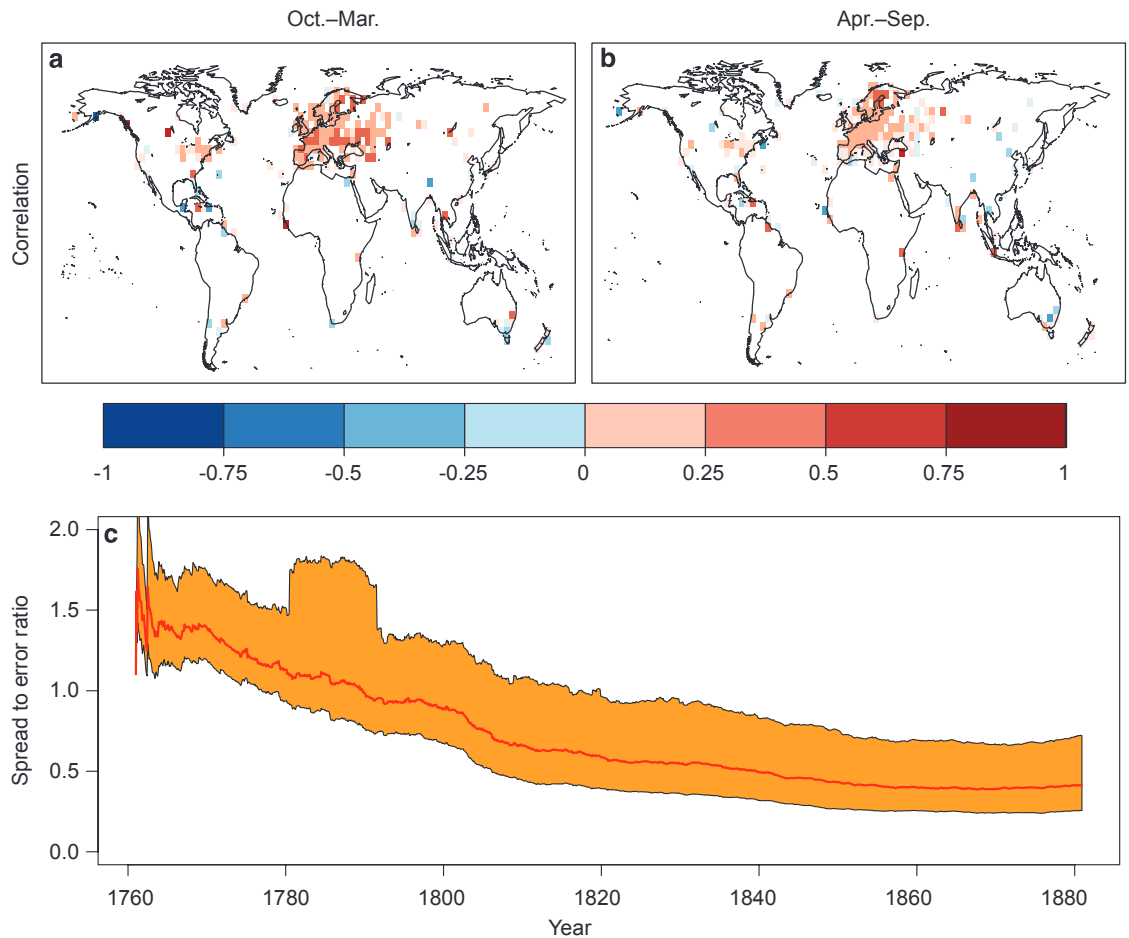 Oct.–Mar. Apr.–Sep.
a b
Correlation
-1 -0.75 -0.5 -0.25 0 0.25 0.5 0.75 1
c
2.0
1.5
1.0
0.5
0.0
Spread to error ratio
1760 1780 1800 1820 1840 1860 1880
Year